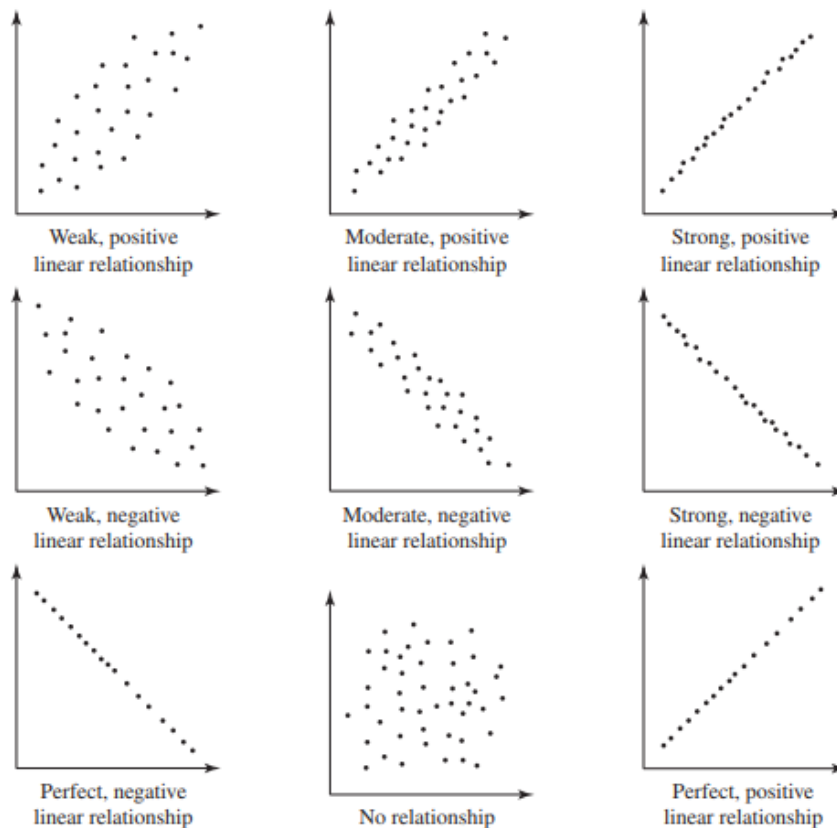 Weak, positive
linear relationship
Moderate, positive
linear relationship
Strong, positive
linear relationship
Weak, negative
linear relationship
Moderate, negative
linear relationship
Strong, negative
linear relationship
Perfect, negative
linear relationship
No relationship
Perfect, positive
linear relationship